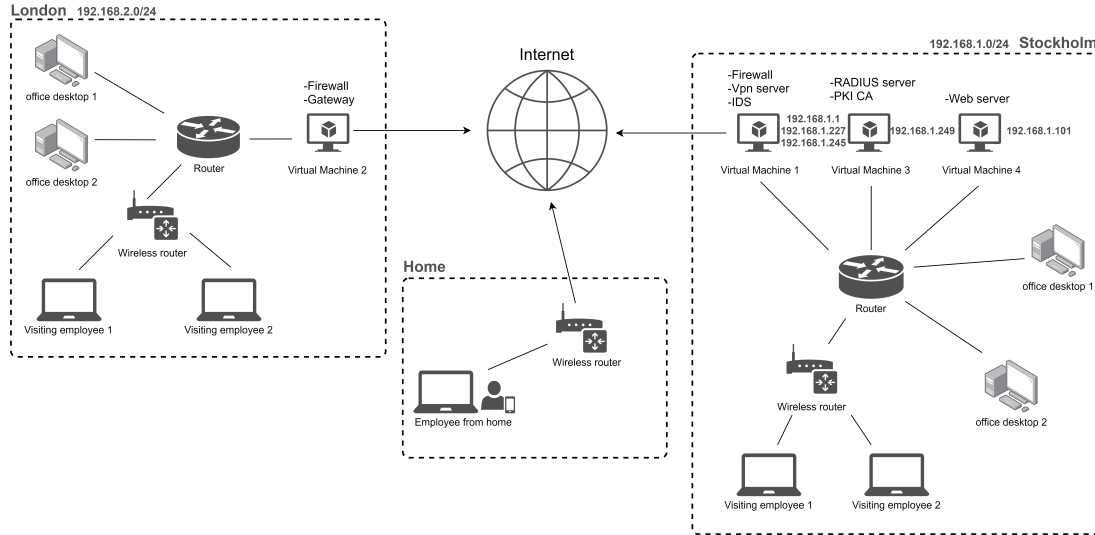 London 192.168.2.0/24
office desktop 1
office desktop 2
-Firewall
-Gateway
Router
Virtual Machine 2
Wireless router
Visiting employee 1
Visiting employee 2
Internet
Home
Wireless router
Employee from home
192.168.1.0/24 Stockholm
-Firewall
-Vpn server
-IDS
-RADIUS server
-PKI CA
-Web server
192.168.1.1
192.168.1.227
192.168.1.245
192.168.1.249
192.168.1.101
Virtual Machine 1
Virtual Machine 3
Virtual Machine 4
Router
office desktop 1
Wireless router
office desktop 2
Visiting employee 1
Visiting employee 2